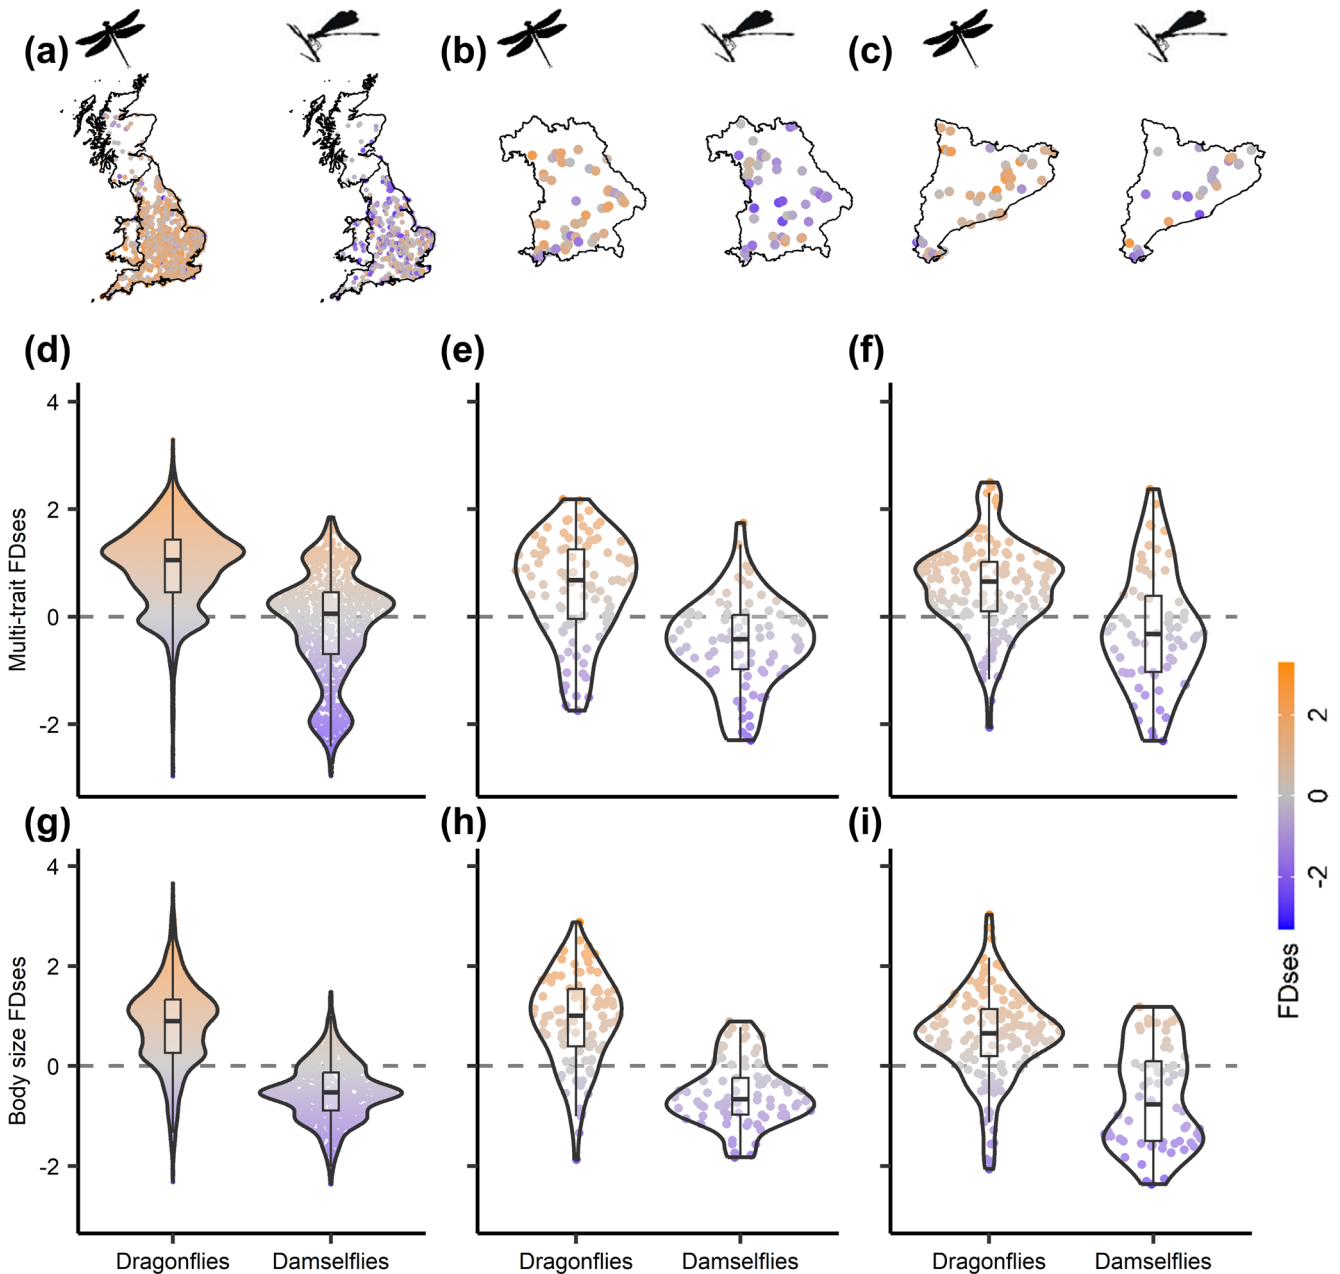 (a) (b) (c)
(d) (e) (f)
4
2
0
-2
Multi-trait FDses
2
0
-2
FDses
(g) (h) (i)
4
2
0
-2
Body size FDses
Dragonflies Damselflies Dragonflies Damselflies Dragonflies Damselflies